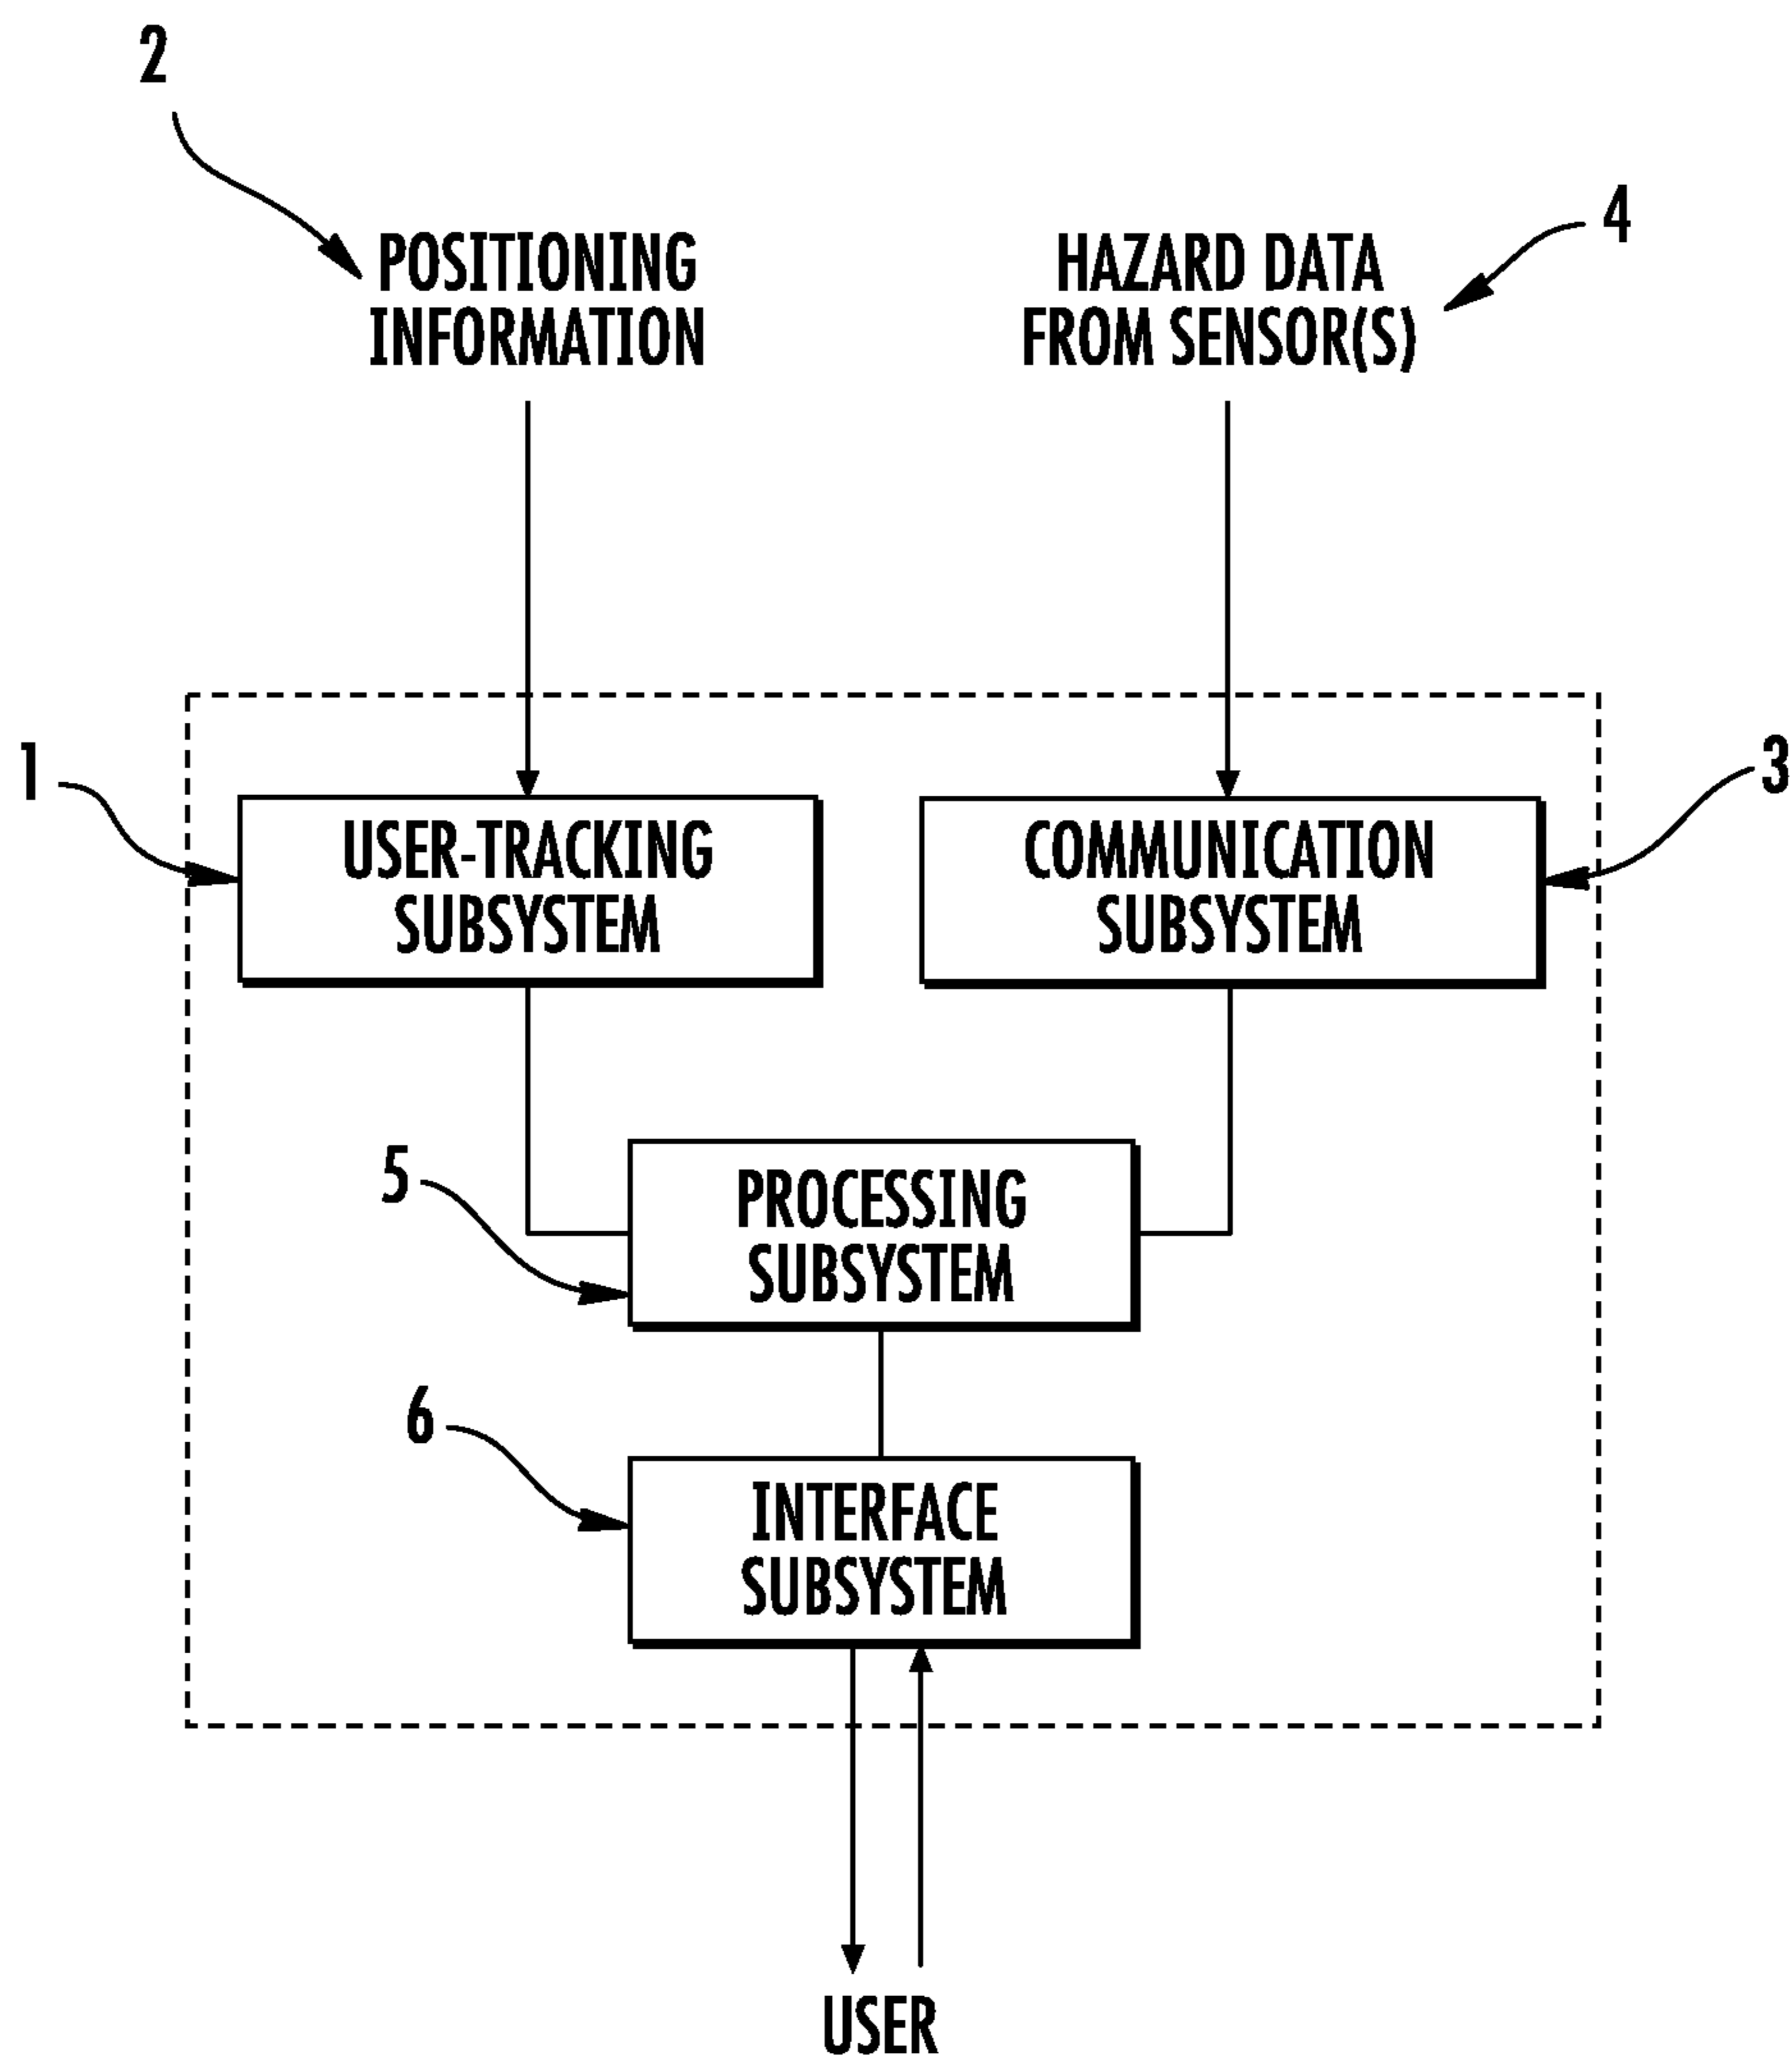 2
POSITIONING
INFORMATION
HAZARD DATA
FROM SENSOR(S)
4
1
USER-TRACKING
SUBSYSTEM
COMMUNICATION
SUBSYSTEM
3
5
PROCESSING
SUBSYSTEM
6
INTERFACE
SUBSYSTEM
USER